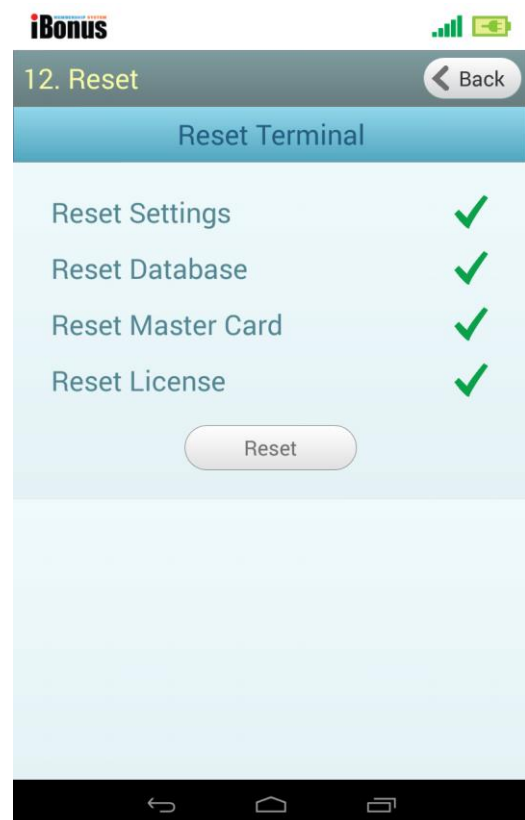 iBonus
12. Reset
Back
Reset Terminal
Reset Settings
Reset Database
Reset Master Card
Reset License
Reset